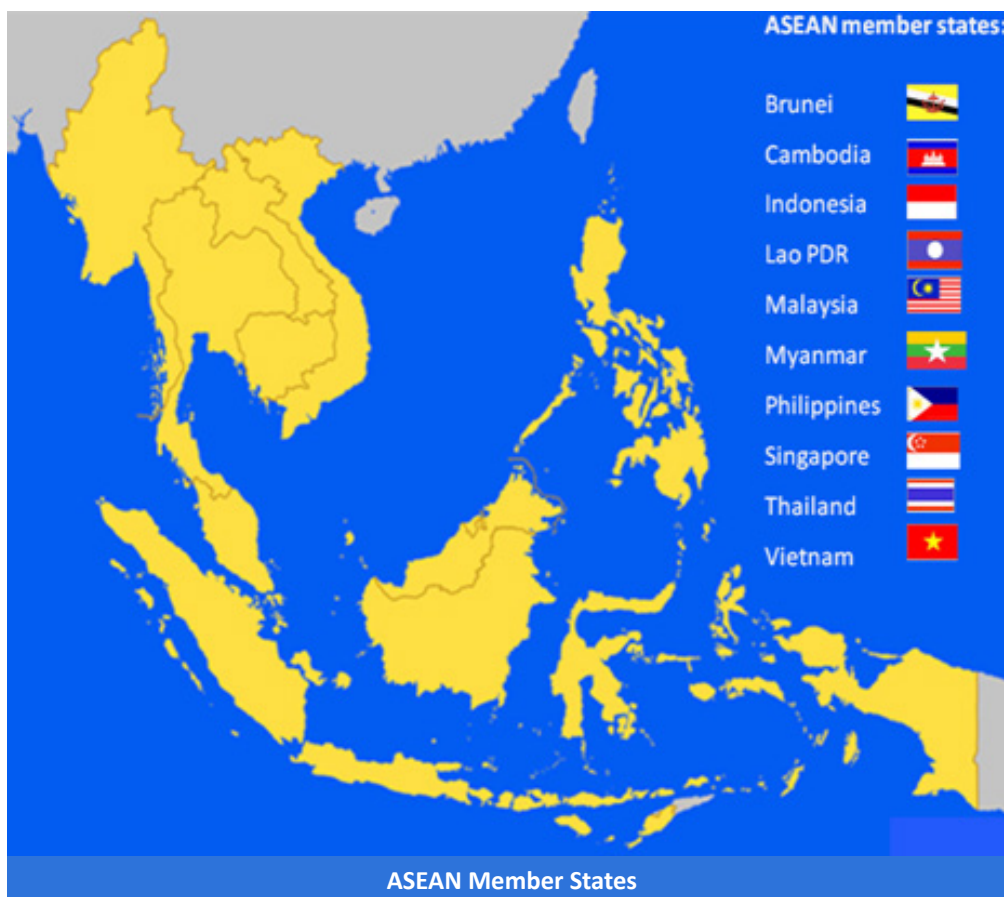 ASEAN member states:
Brunei
Cambodia
Indonesia
Lao PDR
Malaysia
Myanmar
Philippines
Singapore
Thailand
Vietnam
ASEAN Member States